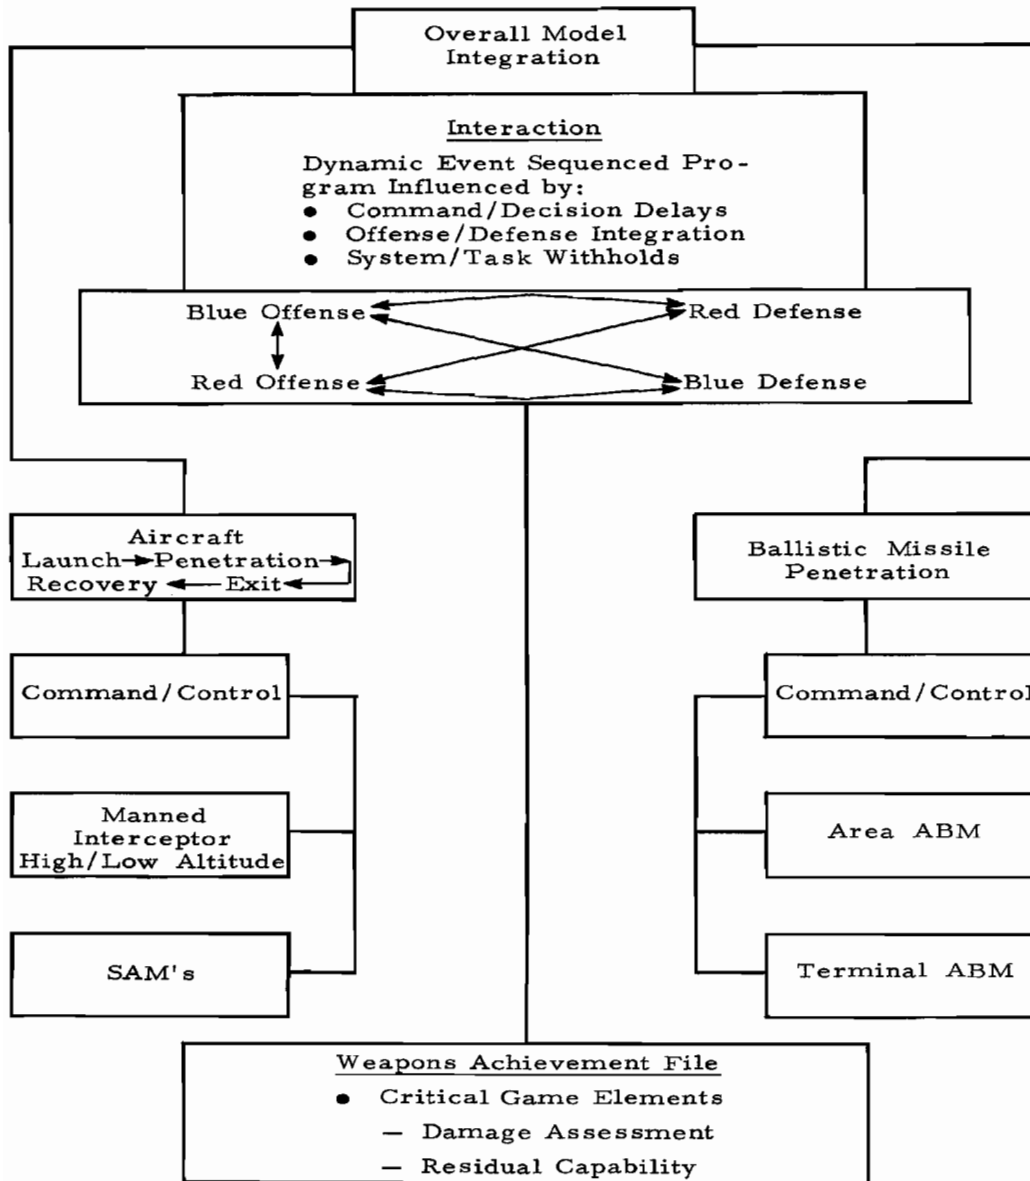 Overall Model
Integration
Interaction
Dynamic Event Sequenced Pro-
gram Influenced by:
● Command/Decision Delays
● Offense/Defense Integration
● System/Task Withholds
Blue Offense
Red Defense
Red Offense
Blue Defense
Aircraft
Launch Penetration
Recovery Exit
Ballistic Missile
Penetration
Command/Control
Command/Control
Manned
Interceptor
High/Low Altitude
Area ABM
SAM's
Terminal ABM
Weapons Achievement File
● Critical Game Elements
— Damage Assessment
— Residual Capability